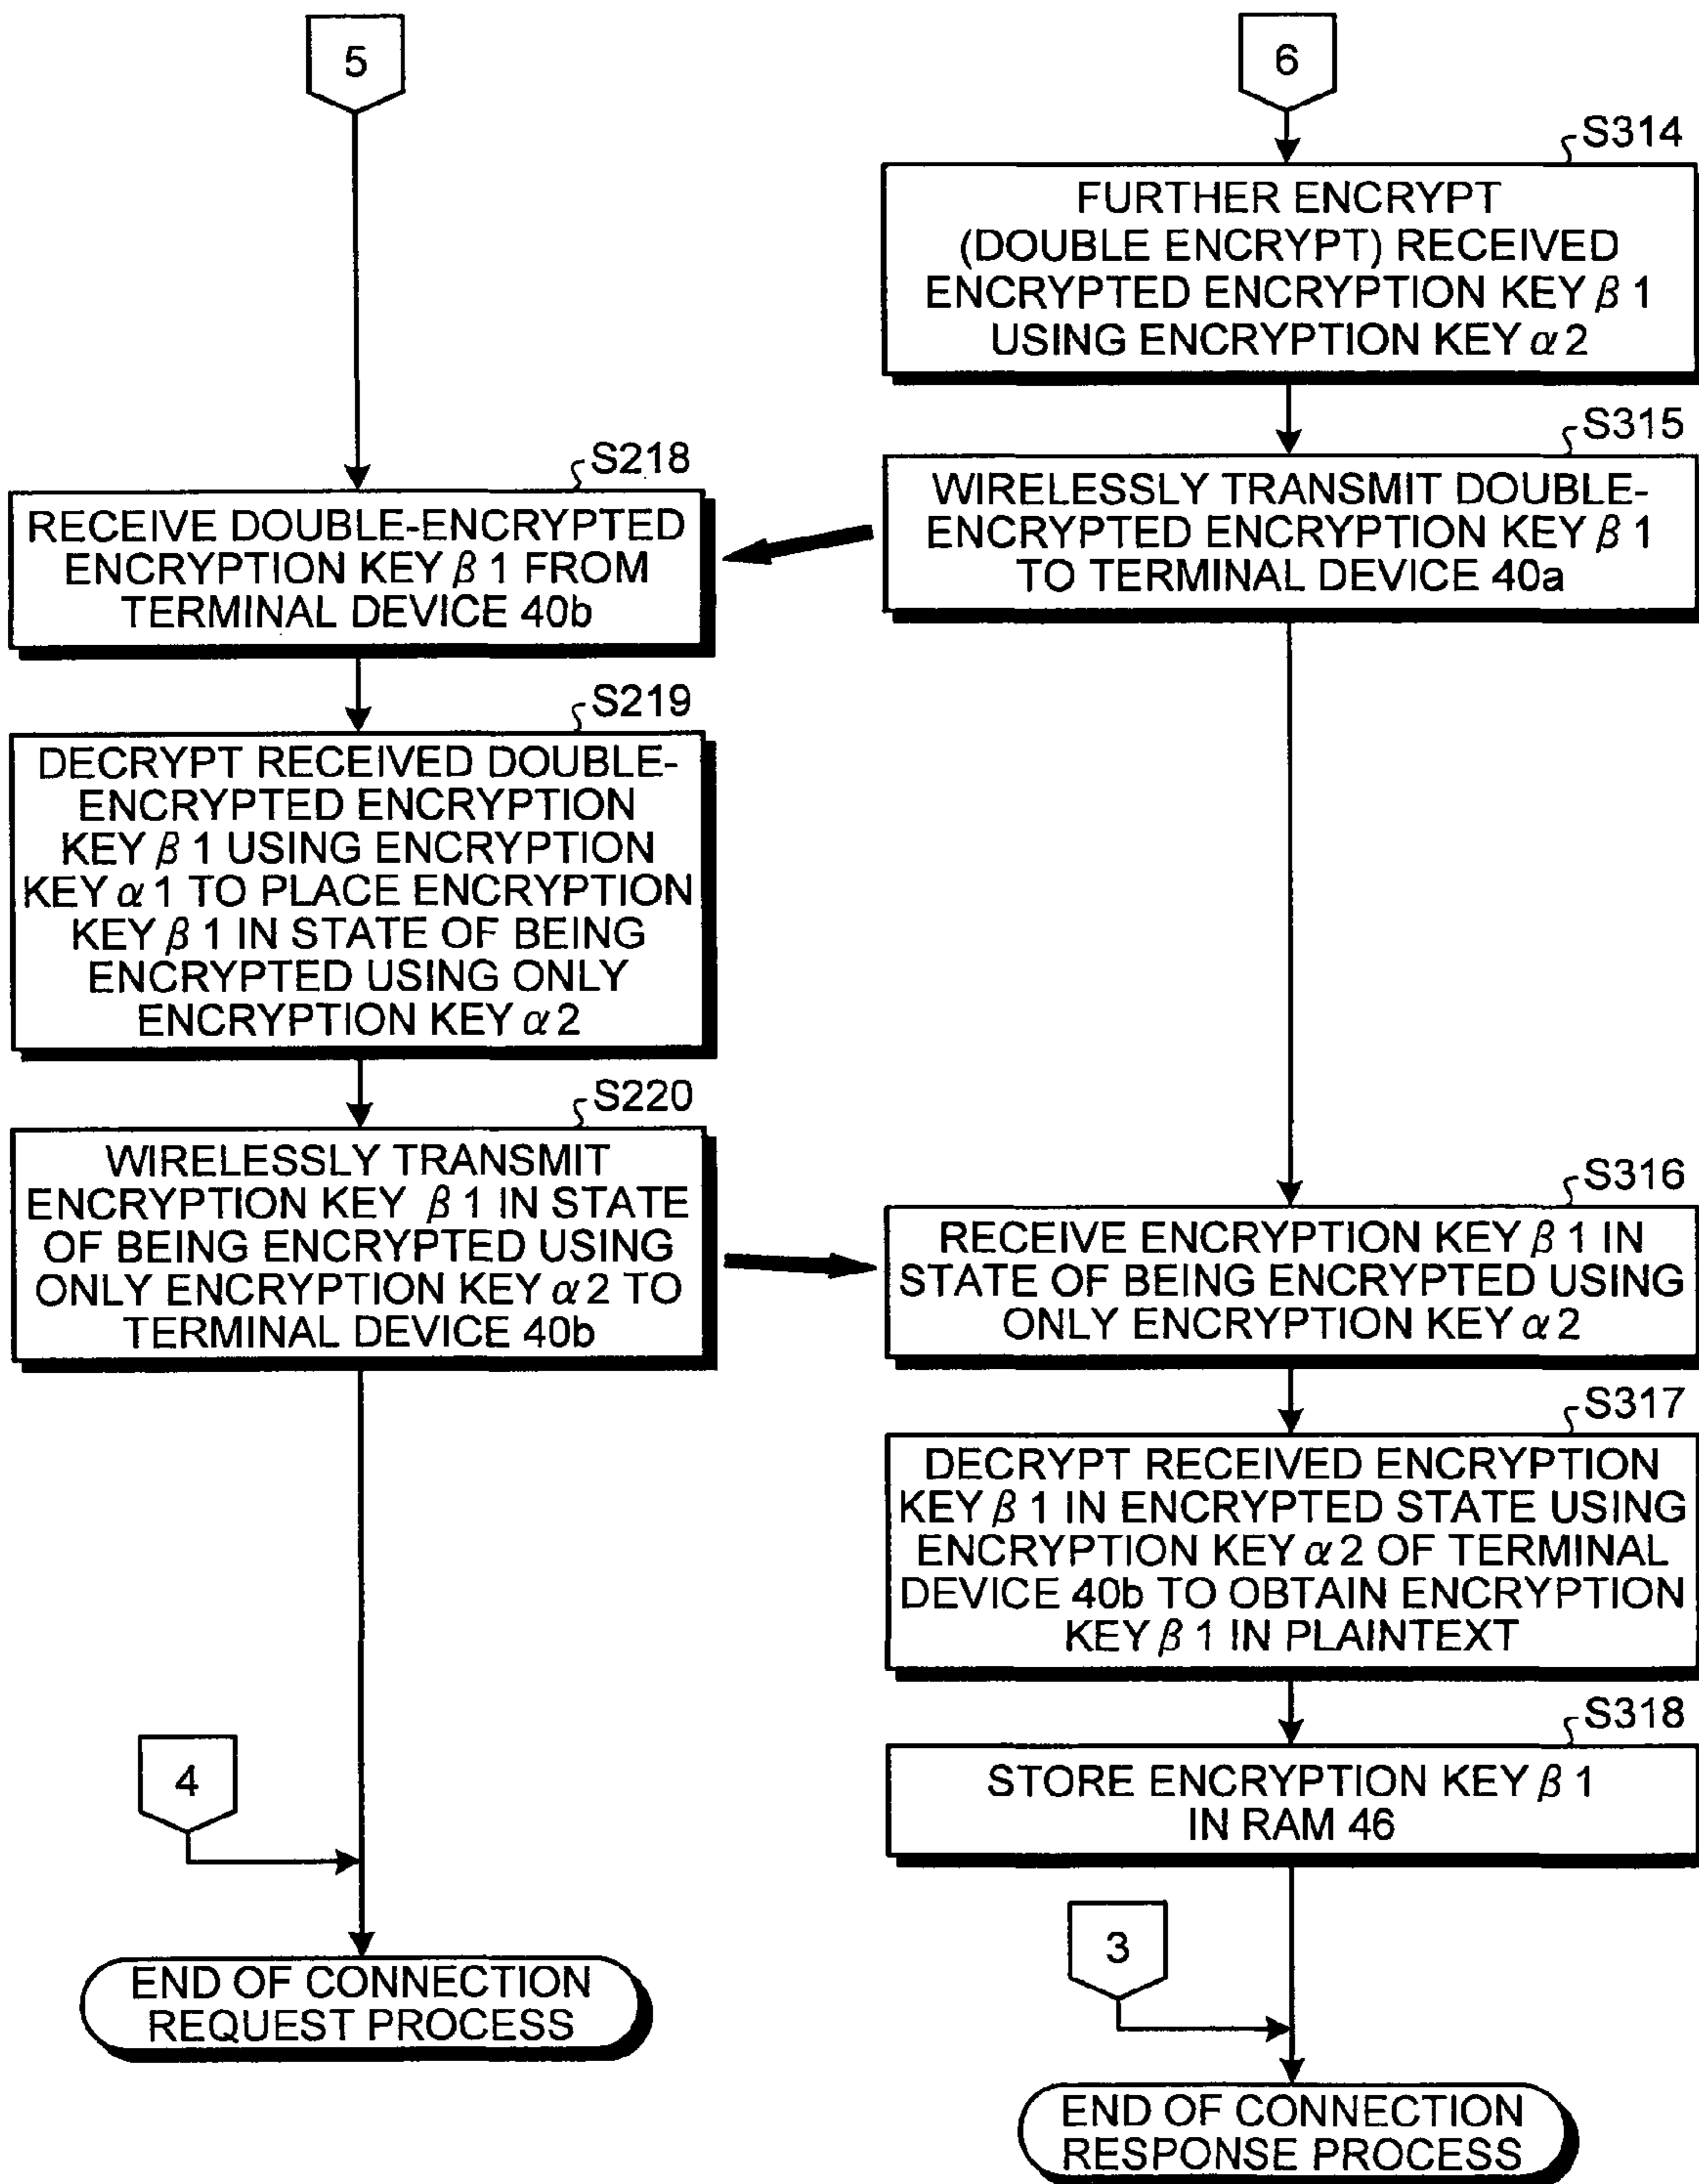 5
6
S314
FURTHER ENCRYPT
(DOUBLE ENCRYPT) RECEIVED
ENCRYPTED ENCRYPTION KEY β 1
USING ENCRYPTION KEY α 2
S315
WIRELESSLY TRANSMIT DOUBLE-
ENCRYPTED ENCRYPTION KEY β 1
TO TERMINAL DEVICE 40a
S218
RECEIVE DOUBLE-ENCRYPTED
ENCRYPTION KEY β 1 FROM
TERMINAL DEVICE 40b
S219
DECRYPT RECEIVED DOUBLE-
ENCRYPTED ENCRYPTION
KEY β 1 USING ENCRYPTION
KEY α 1 TO PLACE ENCRYPTION
KEY β 1 IN STATE OF BEING
ENCRYPTED USING ONLY
ENCRYPTION KEY α 2
S220
WIRELESSLY TRANSMIT
ENCRYPTION KEY β 1 IN STATE
OF BEING ENCRYPTED USING
ONLY ENCRYPTION KEY α 2 TO
TERMINAL DEVICE 40b
S316
RECEIVE ENCRYPTION KEY β 1 IN
STATE OF BEING ENCRYPTED USING
ONLY ENCRYPTION KEY α 2
S317
DECRYPT RECEIVED ENCRYPTION
KEY β 1 IN ENCRYPTED STATE USING
ENCRYPTION KEY α 2 OF TERMINAL
DEVICE 40b TO OBTAIN ENCRYPTION
KEY β 1 IN PLAINTEXT
S318
STORE ENCRYPTION KEY β 1
IN RAM 46
4
3
END OF CONNECTION
REQUEST PROCESS
END OF CONNECTION
RESPONSE PROCESS